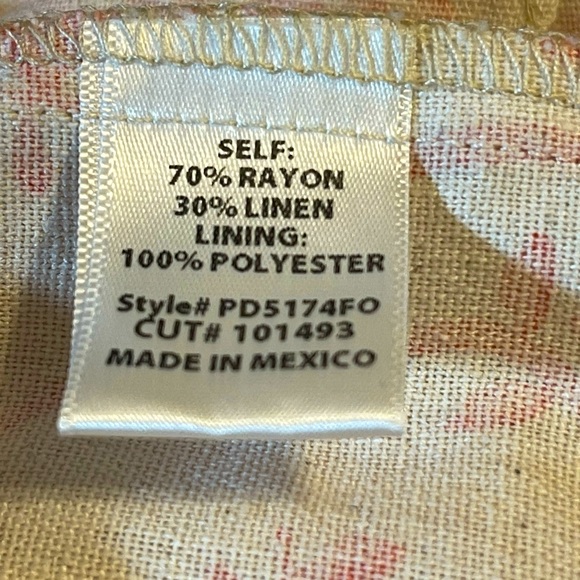 SELF:
70% RAYON
30% LINEN
LINING:
100% POLYESTER
Style# PD5174FO
CUT# 101493
MADE IN MEXICO